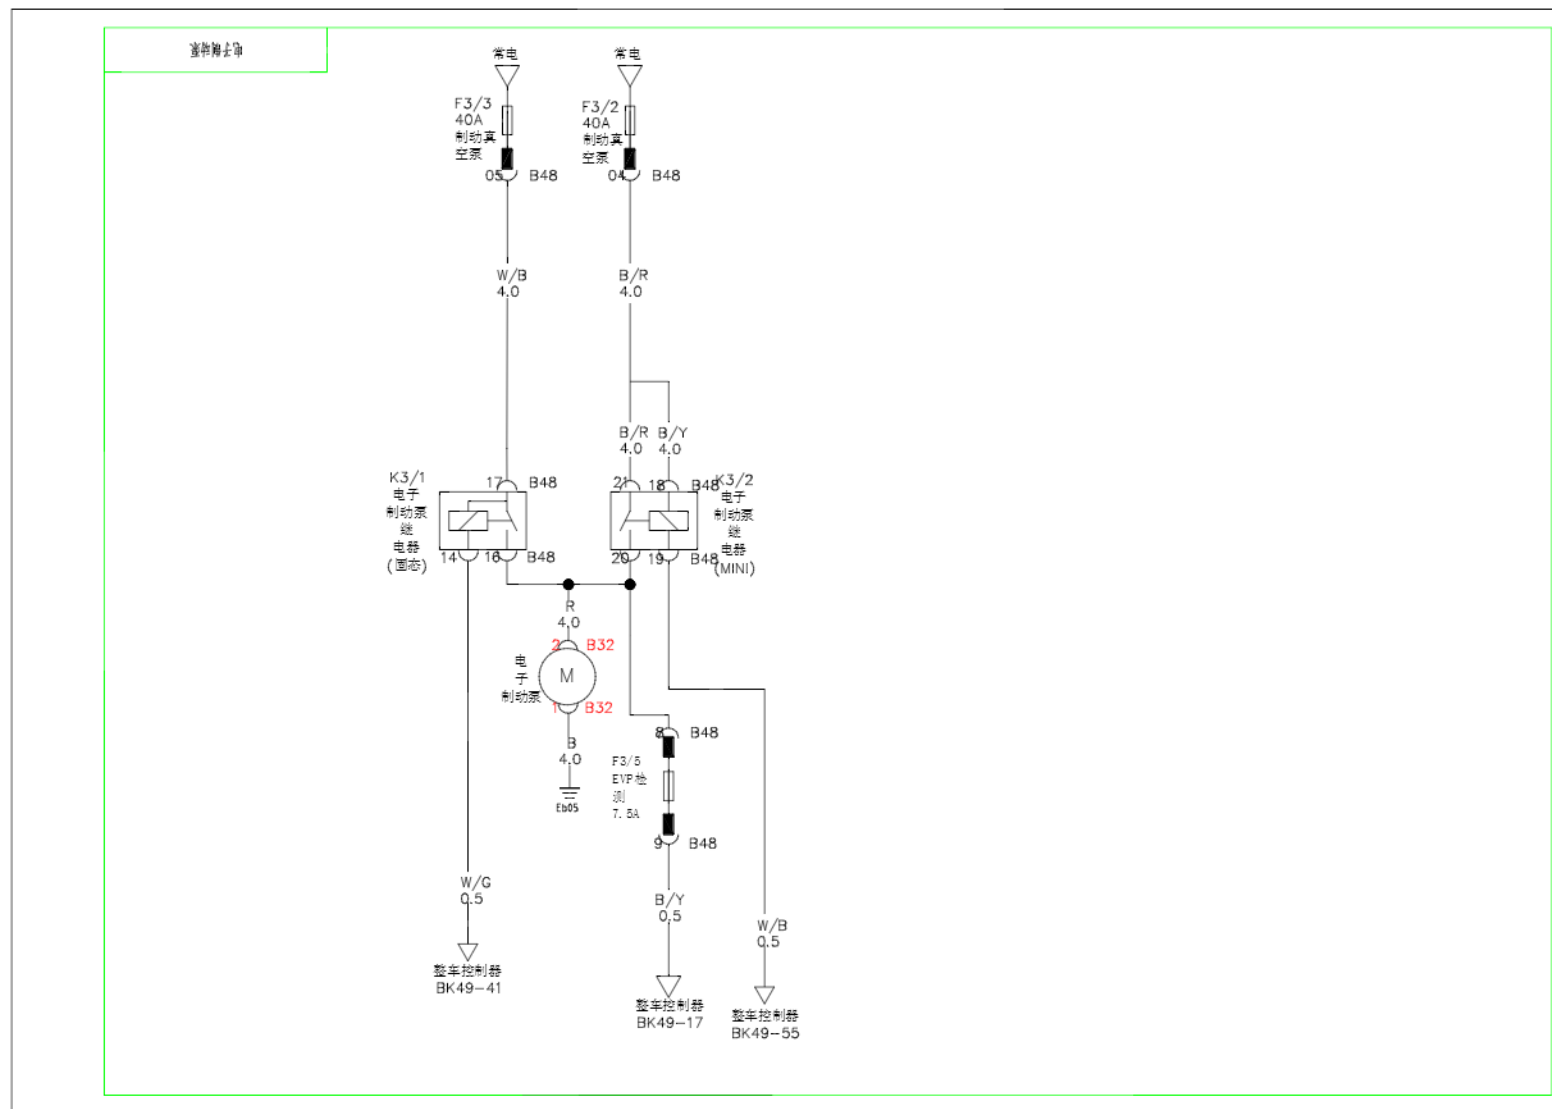 电子制动泵
常电
常电
F3/3
40A
制动真
空泵
F3/2
40A
制动真
空泵
05
B48
04
B48
W/B
4.0
B/R
4.0
B/R
4.0
B/Y
4.0
K3/1
电子
制动泵
继
电器
(固态)
17
B48
21
18
B48
K3/2
电子
制动泵
继
电器
(MINI)
14
16
B48
20
19
B48
R
4.0
2
B32
电
子
制动泵
M
1
B32
B
4.0
Eb05
8
B48
F3/5
EVP检
测
7.5A
9
B48
W/G
0.5
B/Y
0.5
W/B
0.5
整车控制器
BK49-41
整车控制器
BK49-17
整车控制器
BK49-55